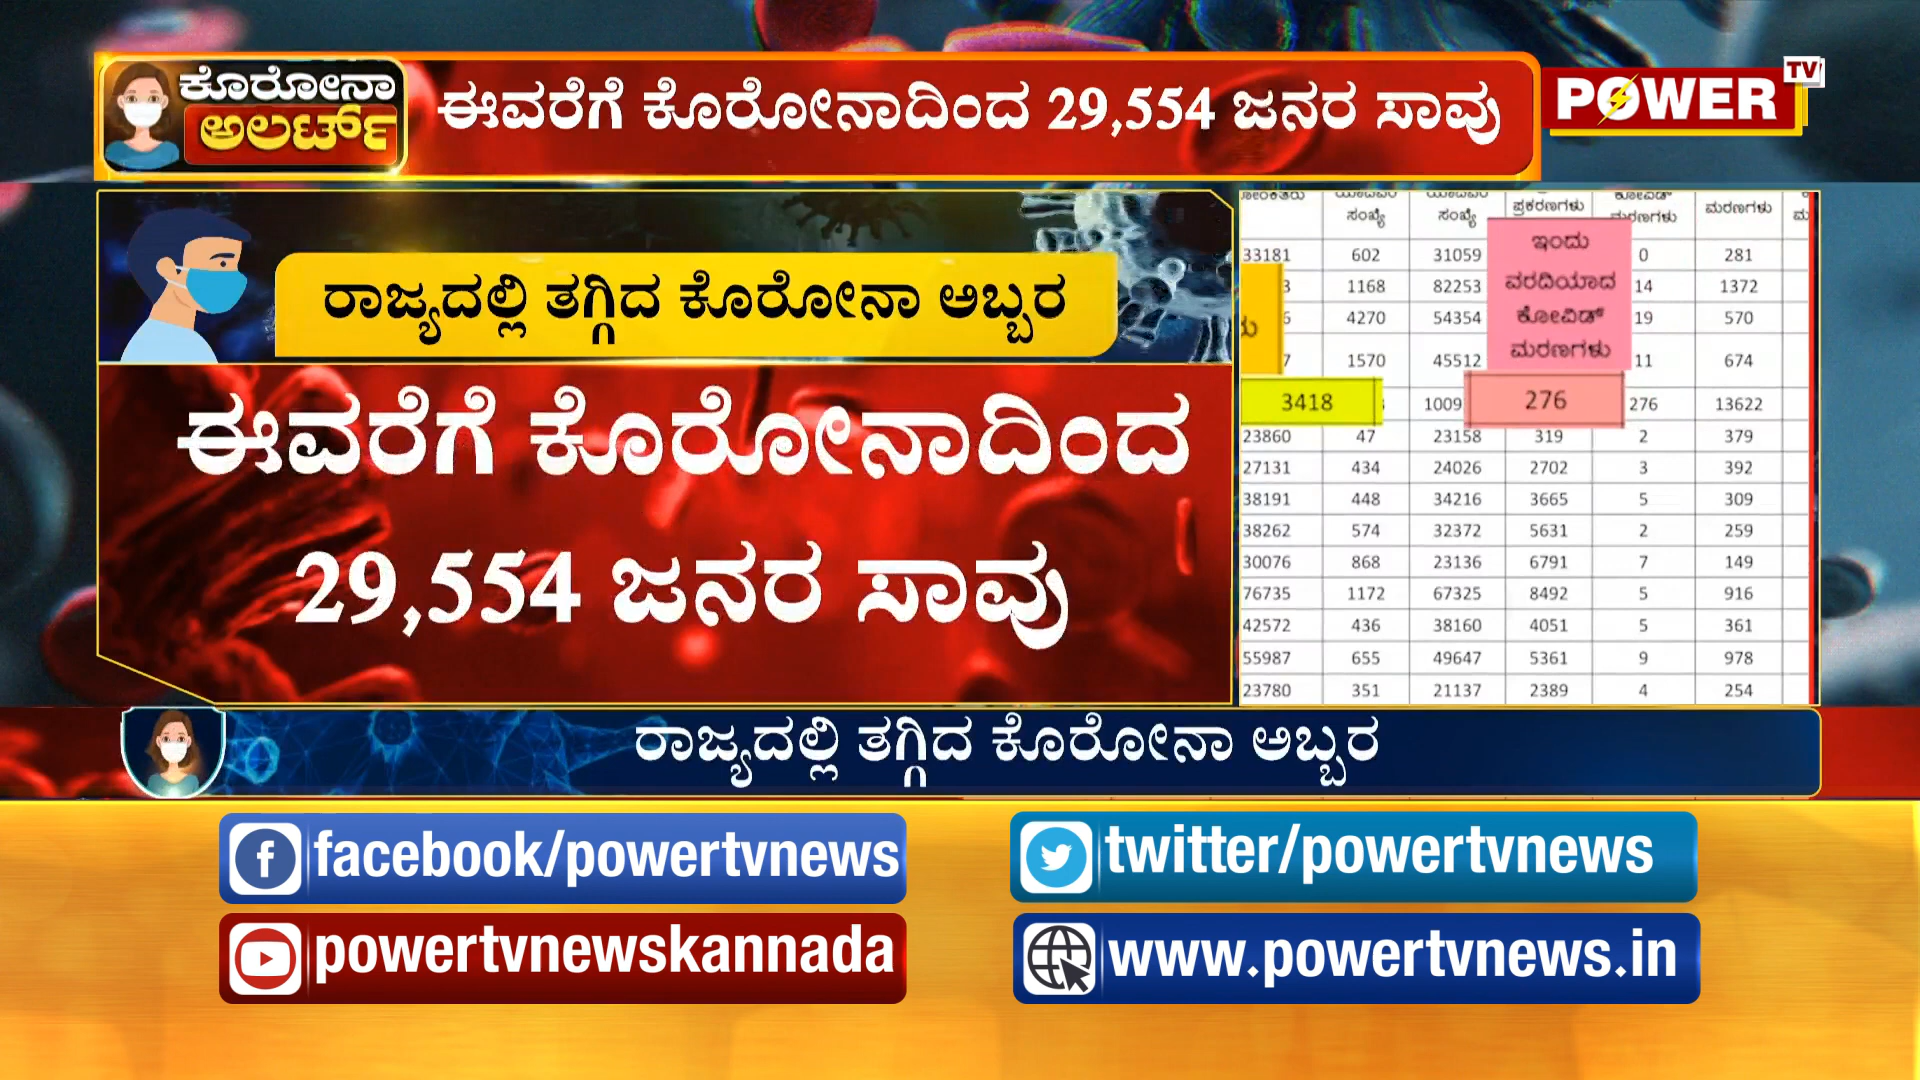 ಕೊರೋನಾ
ಅಲರ್ಟ್
ಈವರೆಗೆ ಕೊರೋನಾದಿಂದ 29,554 ಜನರ ಸಾವು
POWER TV
ರಾಜ್ಯದಲ್ಲಿ ತಗ್ಗಿದ ಕೊರೋನಾ ಅಬ್ಬರ
ಈವರೆಗೆ ಕೊರೋನಾದಿಂದ
29,554 ಜನರ ಸಾವು
ಸಂಖ್ಯೆ ಸಂಖ್ಯೆ ಪ್ರಕರಣಗಳು ಮರಣಗಳು ಮರಣಗಳು
ಇಂದು
ವರದಿಯಾದ
ಕೋವಿಡ್
ಮರಣಗಳು
33181 602 31059 0 281
1168 82253 14 1372
4270 54354 19 570
1570 45512 11 674
3418 1009 276 276 13622
23860 47 23158 319 2 379
27131 434 24026 2702 3 392
38191 448 34216 3665 5 309
38262 574 32372 5631 2 259
30076 868 23136 6791 7 149
76735 1172 67325 8492 5 916
42572 436 38160 4051 5 361
55987 655 49647 5361 9 978
23780 351 21137 2389 4 254
ರಾಜ್ಯದಲ್ಲಿ ತಗ್ಗಿದ ಕೊರೋನಾ ಅಬ್ಬರ
facebook/powertvnews
twitter/powertvnews
powertvnewskannada
www.powertvnews.in